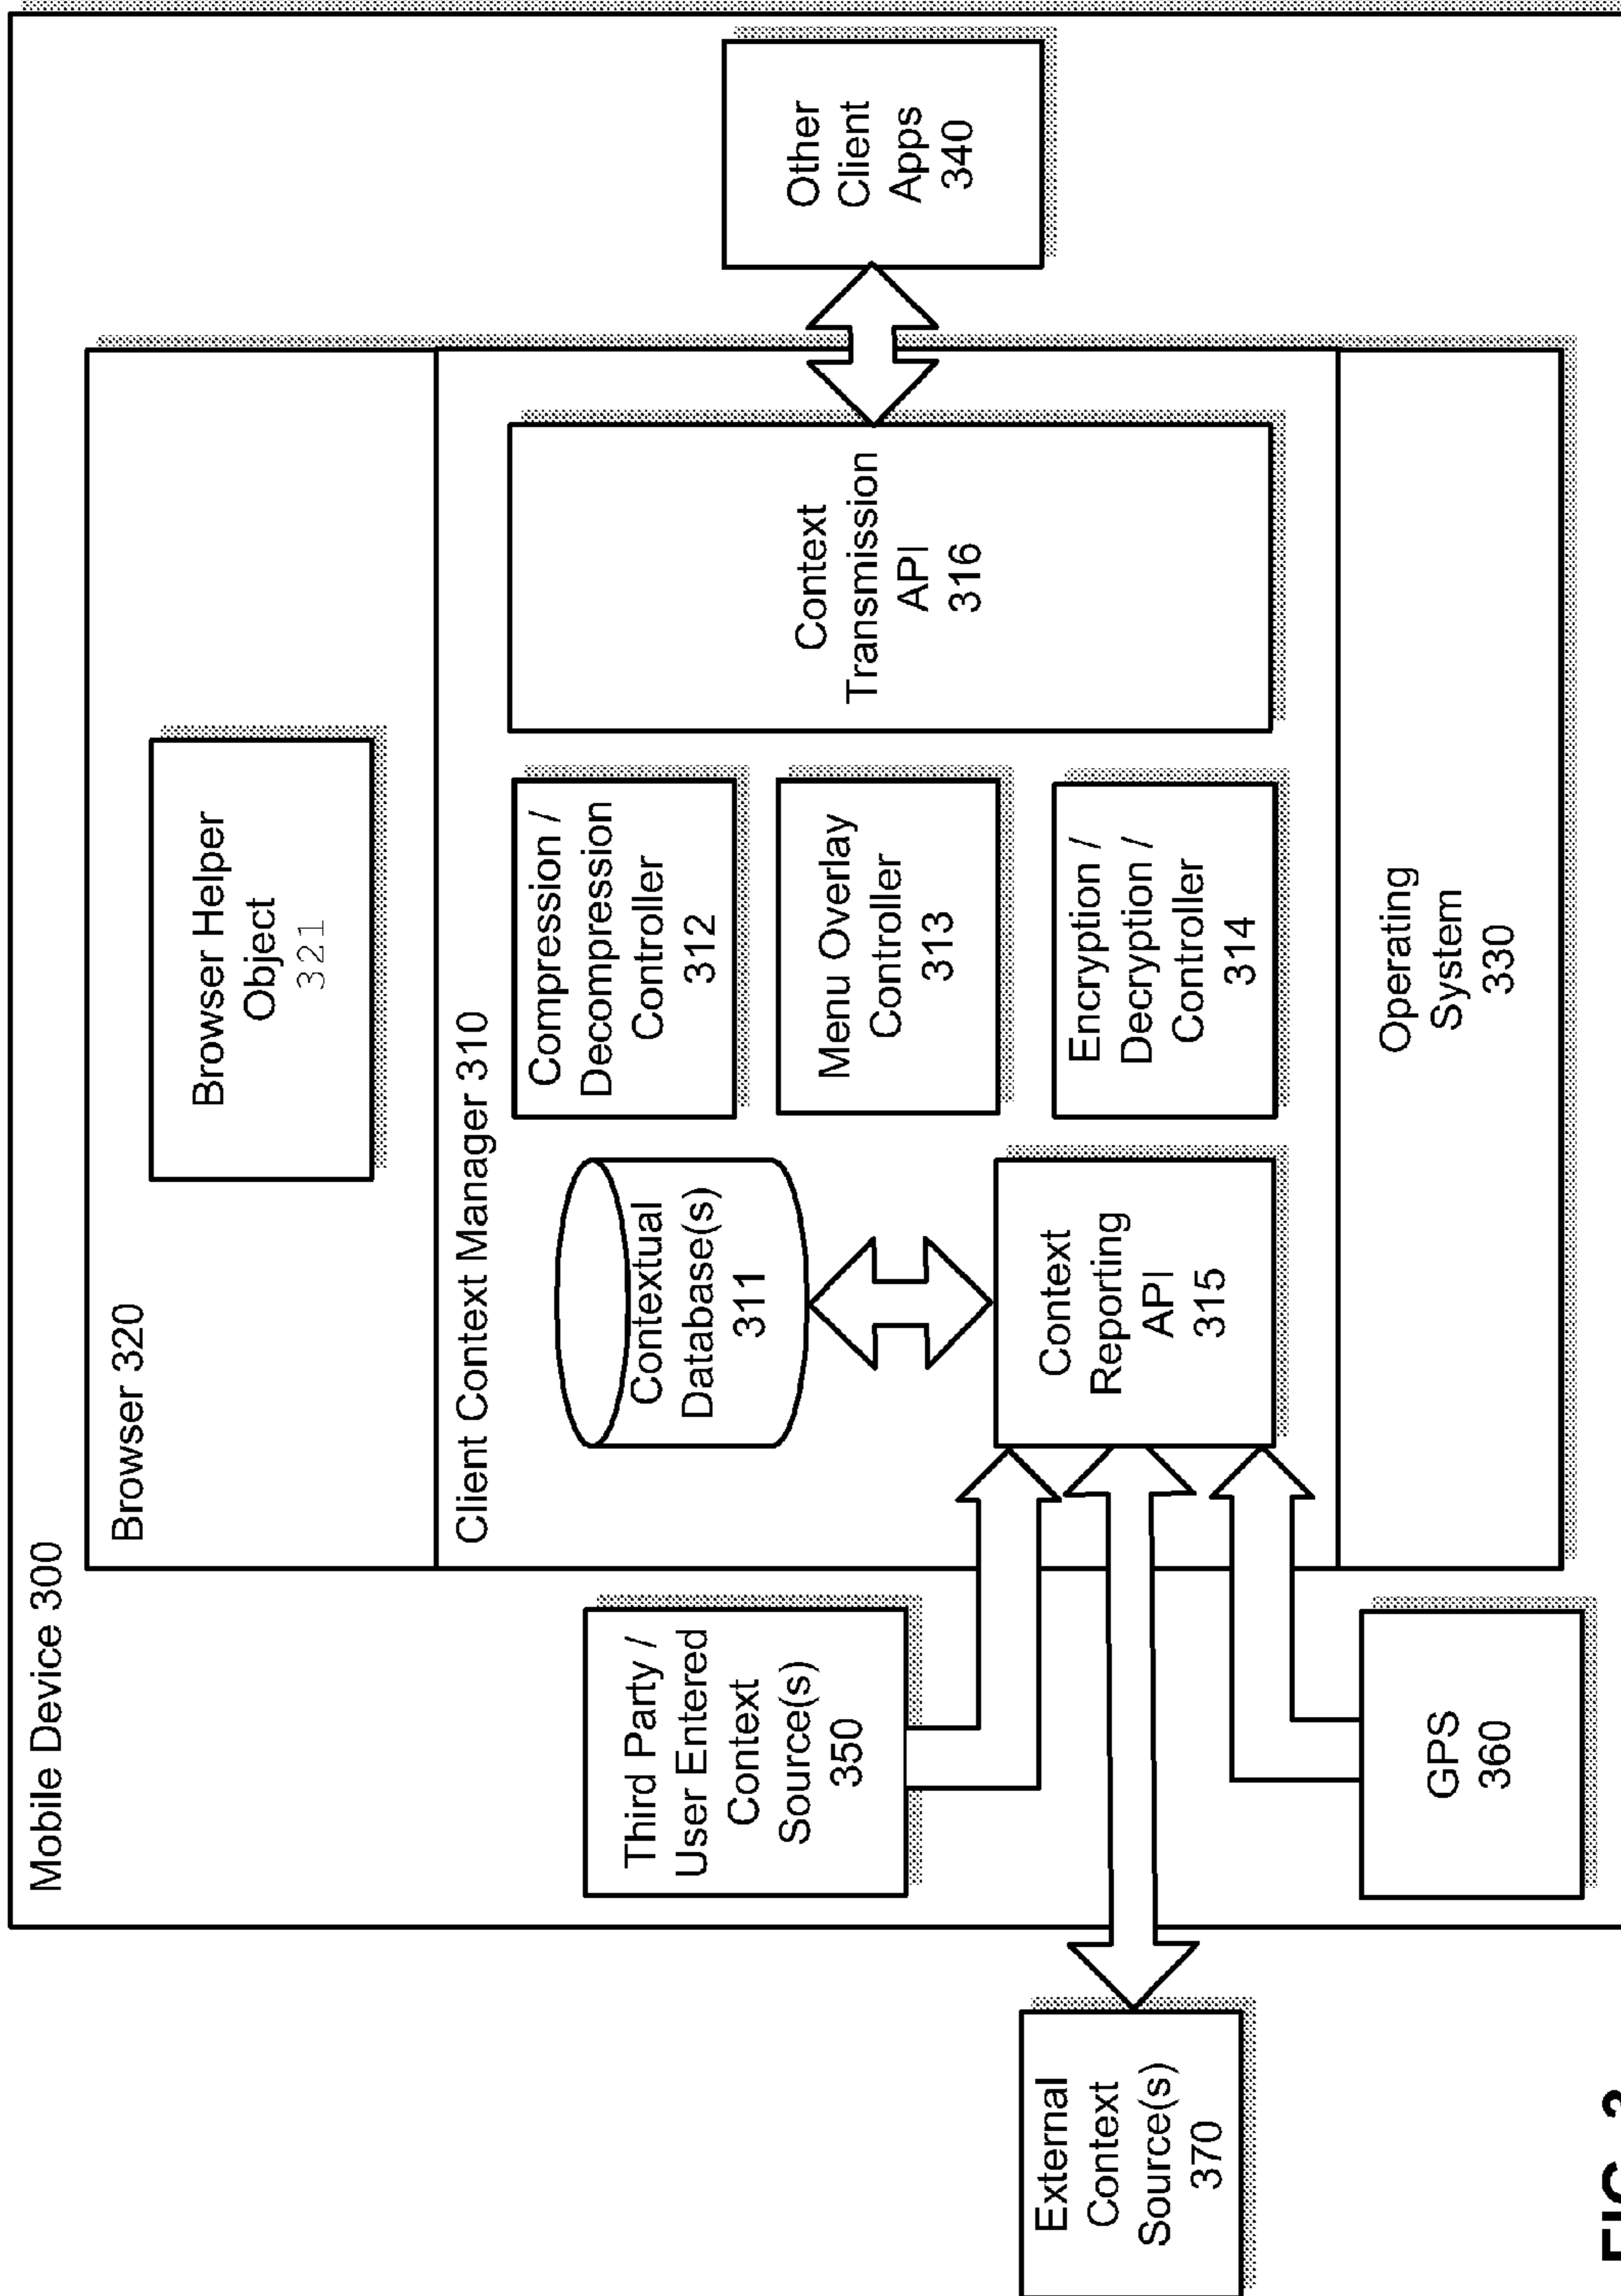 Mobile Device 300
Browser 320
Browser Helper
Object
321
Client Context Manager 310
Contextual
Database(s)
311
Compression /
Decompression
Controller
312
Menu Overlay
Controller
313
Encryption /
Decryption /
Controller
314
Context
Reporting
API
315
Context
Transmission
API
316
Operating
System
330
Other
Client
Apps
340
Third Party /
User Entered
Context
Source(s)
350
GPS
360
External
Context
Source(s)
370
FIG. 3